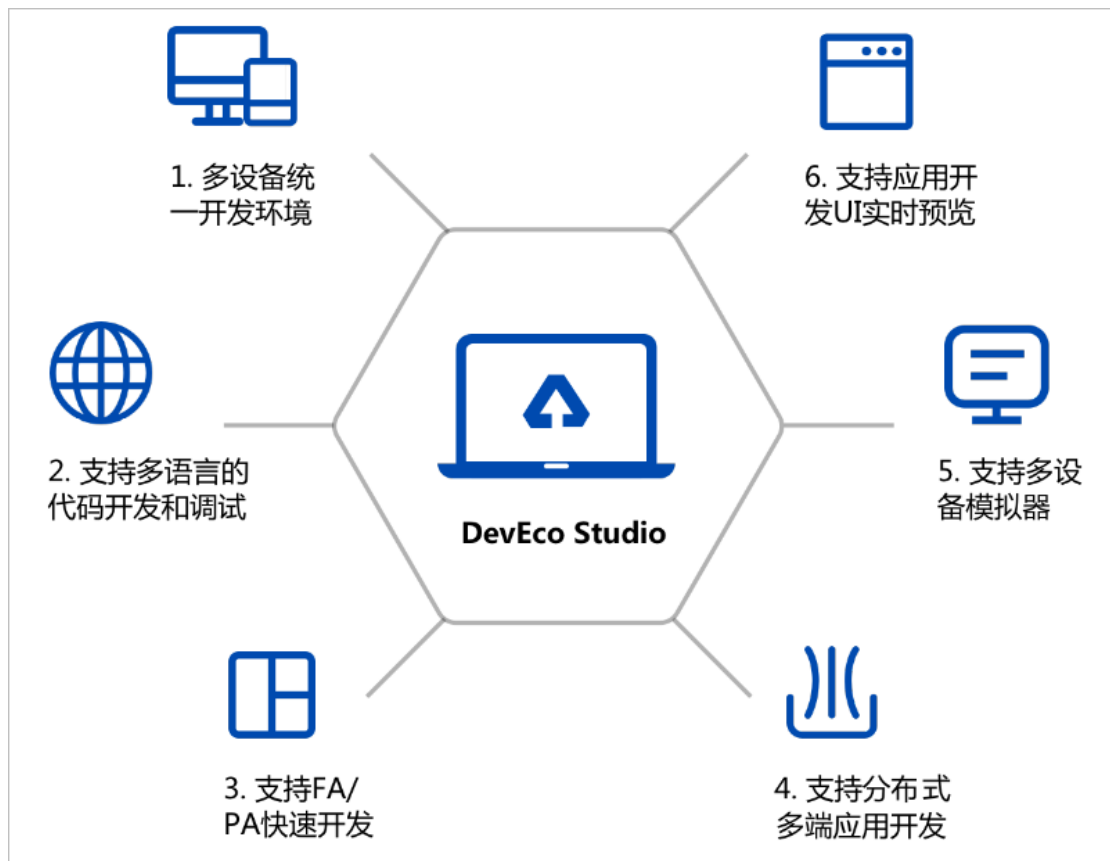 1. 多设备统
一开发环境
6. 支持应用开
发UI实时预览
2. 支持多语言的
代码开发和调试
DevEco Studio
5. 支持多设
备模拟器
3. 支持FA/
PA快速开发
4. 支持分布式
多端应用开发